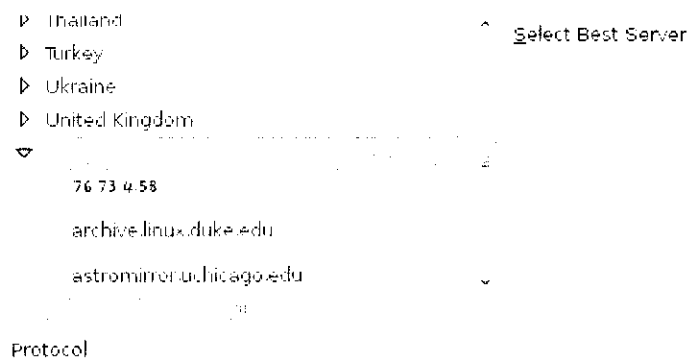 Thailand
Select Best Server
Turkey
Ukraine
United Kingdom
76.73.4.58
archive.linux.duke.edu
astromirror.uchicago.edu
Protocol